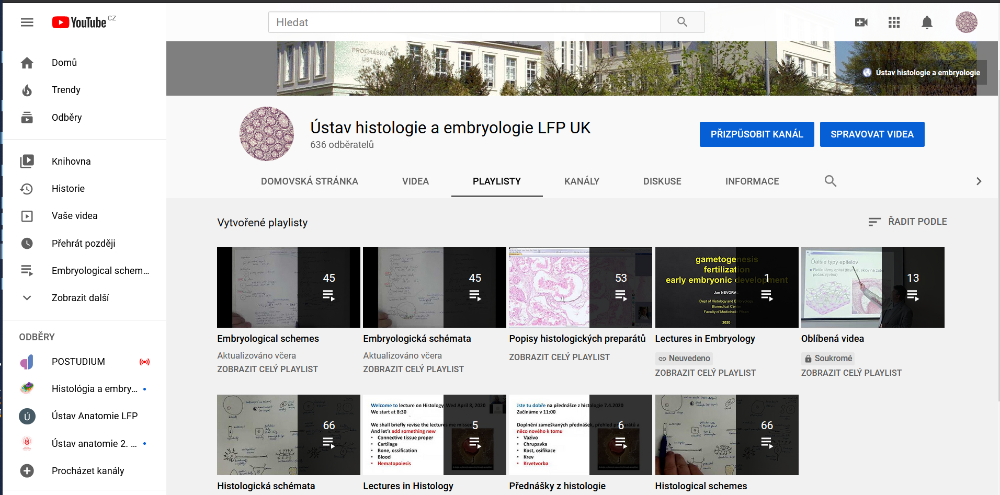 YouTube CZ
Hledat
Domů
Trendy
Odběry
Knihovna
Historie
Vaše videa
Přehrát později
Embryological schem...
Zobrazit další
ODBĚRY
POSTUDIUM
Histológia a embry...
Ú
Ústav Anatomie LFP
Ústav anatomie 2. ...
Procházet kanály
PROCHÁSKŮV
ÚSTAV
Ústav histologie a embryologie
Ústav histologie a embryologie LFP UK
636 odběratelů
PŘIZPŮSOBIT KANÁL
SPRAVOVAT VIDEA
DOMOVSKÁ STRÁNKA
VIDEA
PLAYLISTY
KANÁLY
DISKUSE
INFORMACE
Vytvořené playlisty
ŘADIT PODLE
45
Embryological schemes
Aktualizováno včera
ZOBRAZIT CELÝ PLAYLIST
45
Embryologická schémata
Aktualizováno včera
ZOBRAZIT CELÝ PLAYLIST
53
Popisy histologických preparátů
ZOBRAZIT CELÝ PLAYLIST
gametogenesis
fertilization
early embryonic development
Jan NEVORAL
Dept of Histology and Embryology
Biomedical Center
Faculty of Medicine in Pilsen
2020
1
Lectures in Embryology
Neuvedeno
ZOBRAZIT CELÝ PLAYLIST
Ďalšie typy epitelov
Retikulárny epitel (thymus, sklovina zub
počas vývinu)
13
Oblíbená videa
Soukromé
ZOBRAZIT CELÝ PLAYLIST
66
Histologická schémata
Welcome to lecture on Histology, Wed April 8, 2020
We start at 8:30
We shall briefly revise the lectures me missed
And let's add something new
• Connective tissue proper
• Cartilage
• Bone, ossification
• Blood
• Hematopoiesis
5
Lectures in Histology
Jste tu dobře na přednášce z histologie 7.4.2020
Začínáme v 11:00
Doplnění zameškaných přednášek, přehled preparátů a
něco nového k tomu
• Vazivo
• Chrupavka
• Kost, osifikace
• Krev
• Krvetvorba
6
Přednášky z histologie
66
Histological schemes